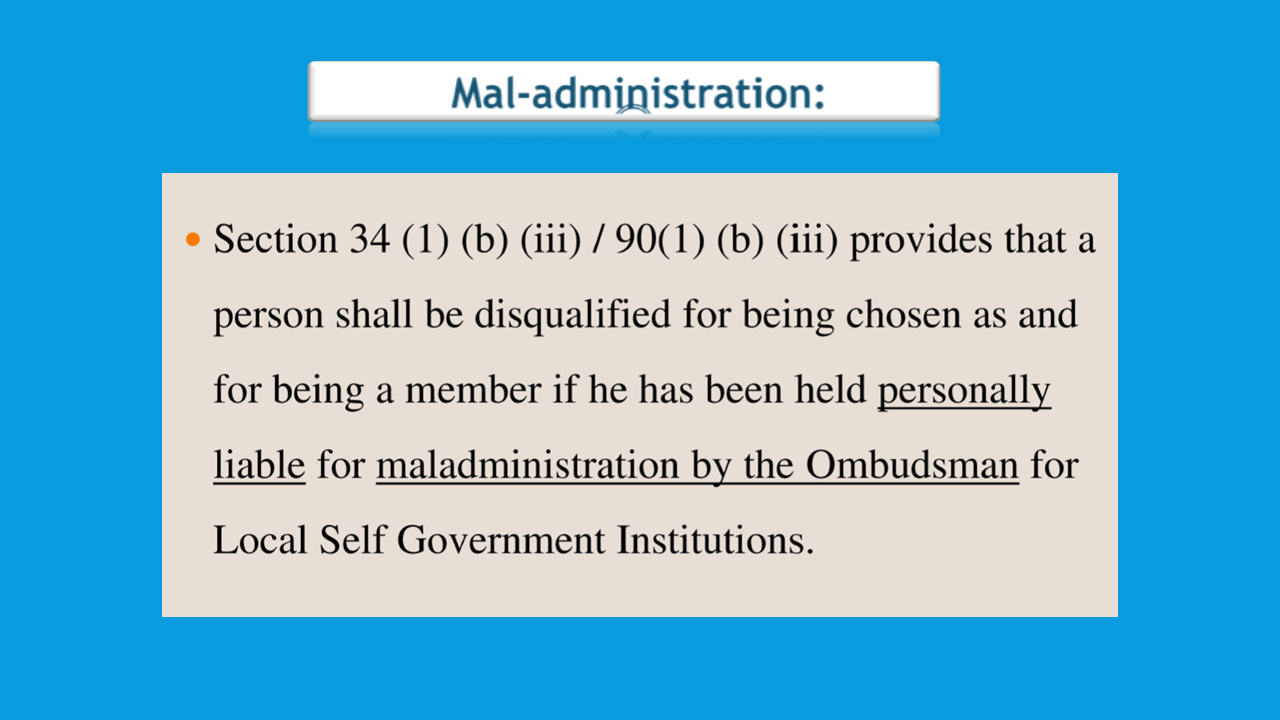 Mal-administration:
• Section 34 (1) (b) (iii) / 90(1) (b) (iii) provides that a
person shall be disqualified for being chosen as and
for being a member if he has been held personally
liable for maladministration by the Ombudsman for
Local Self Government Institutions.